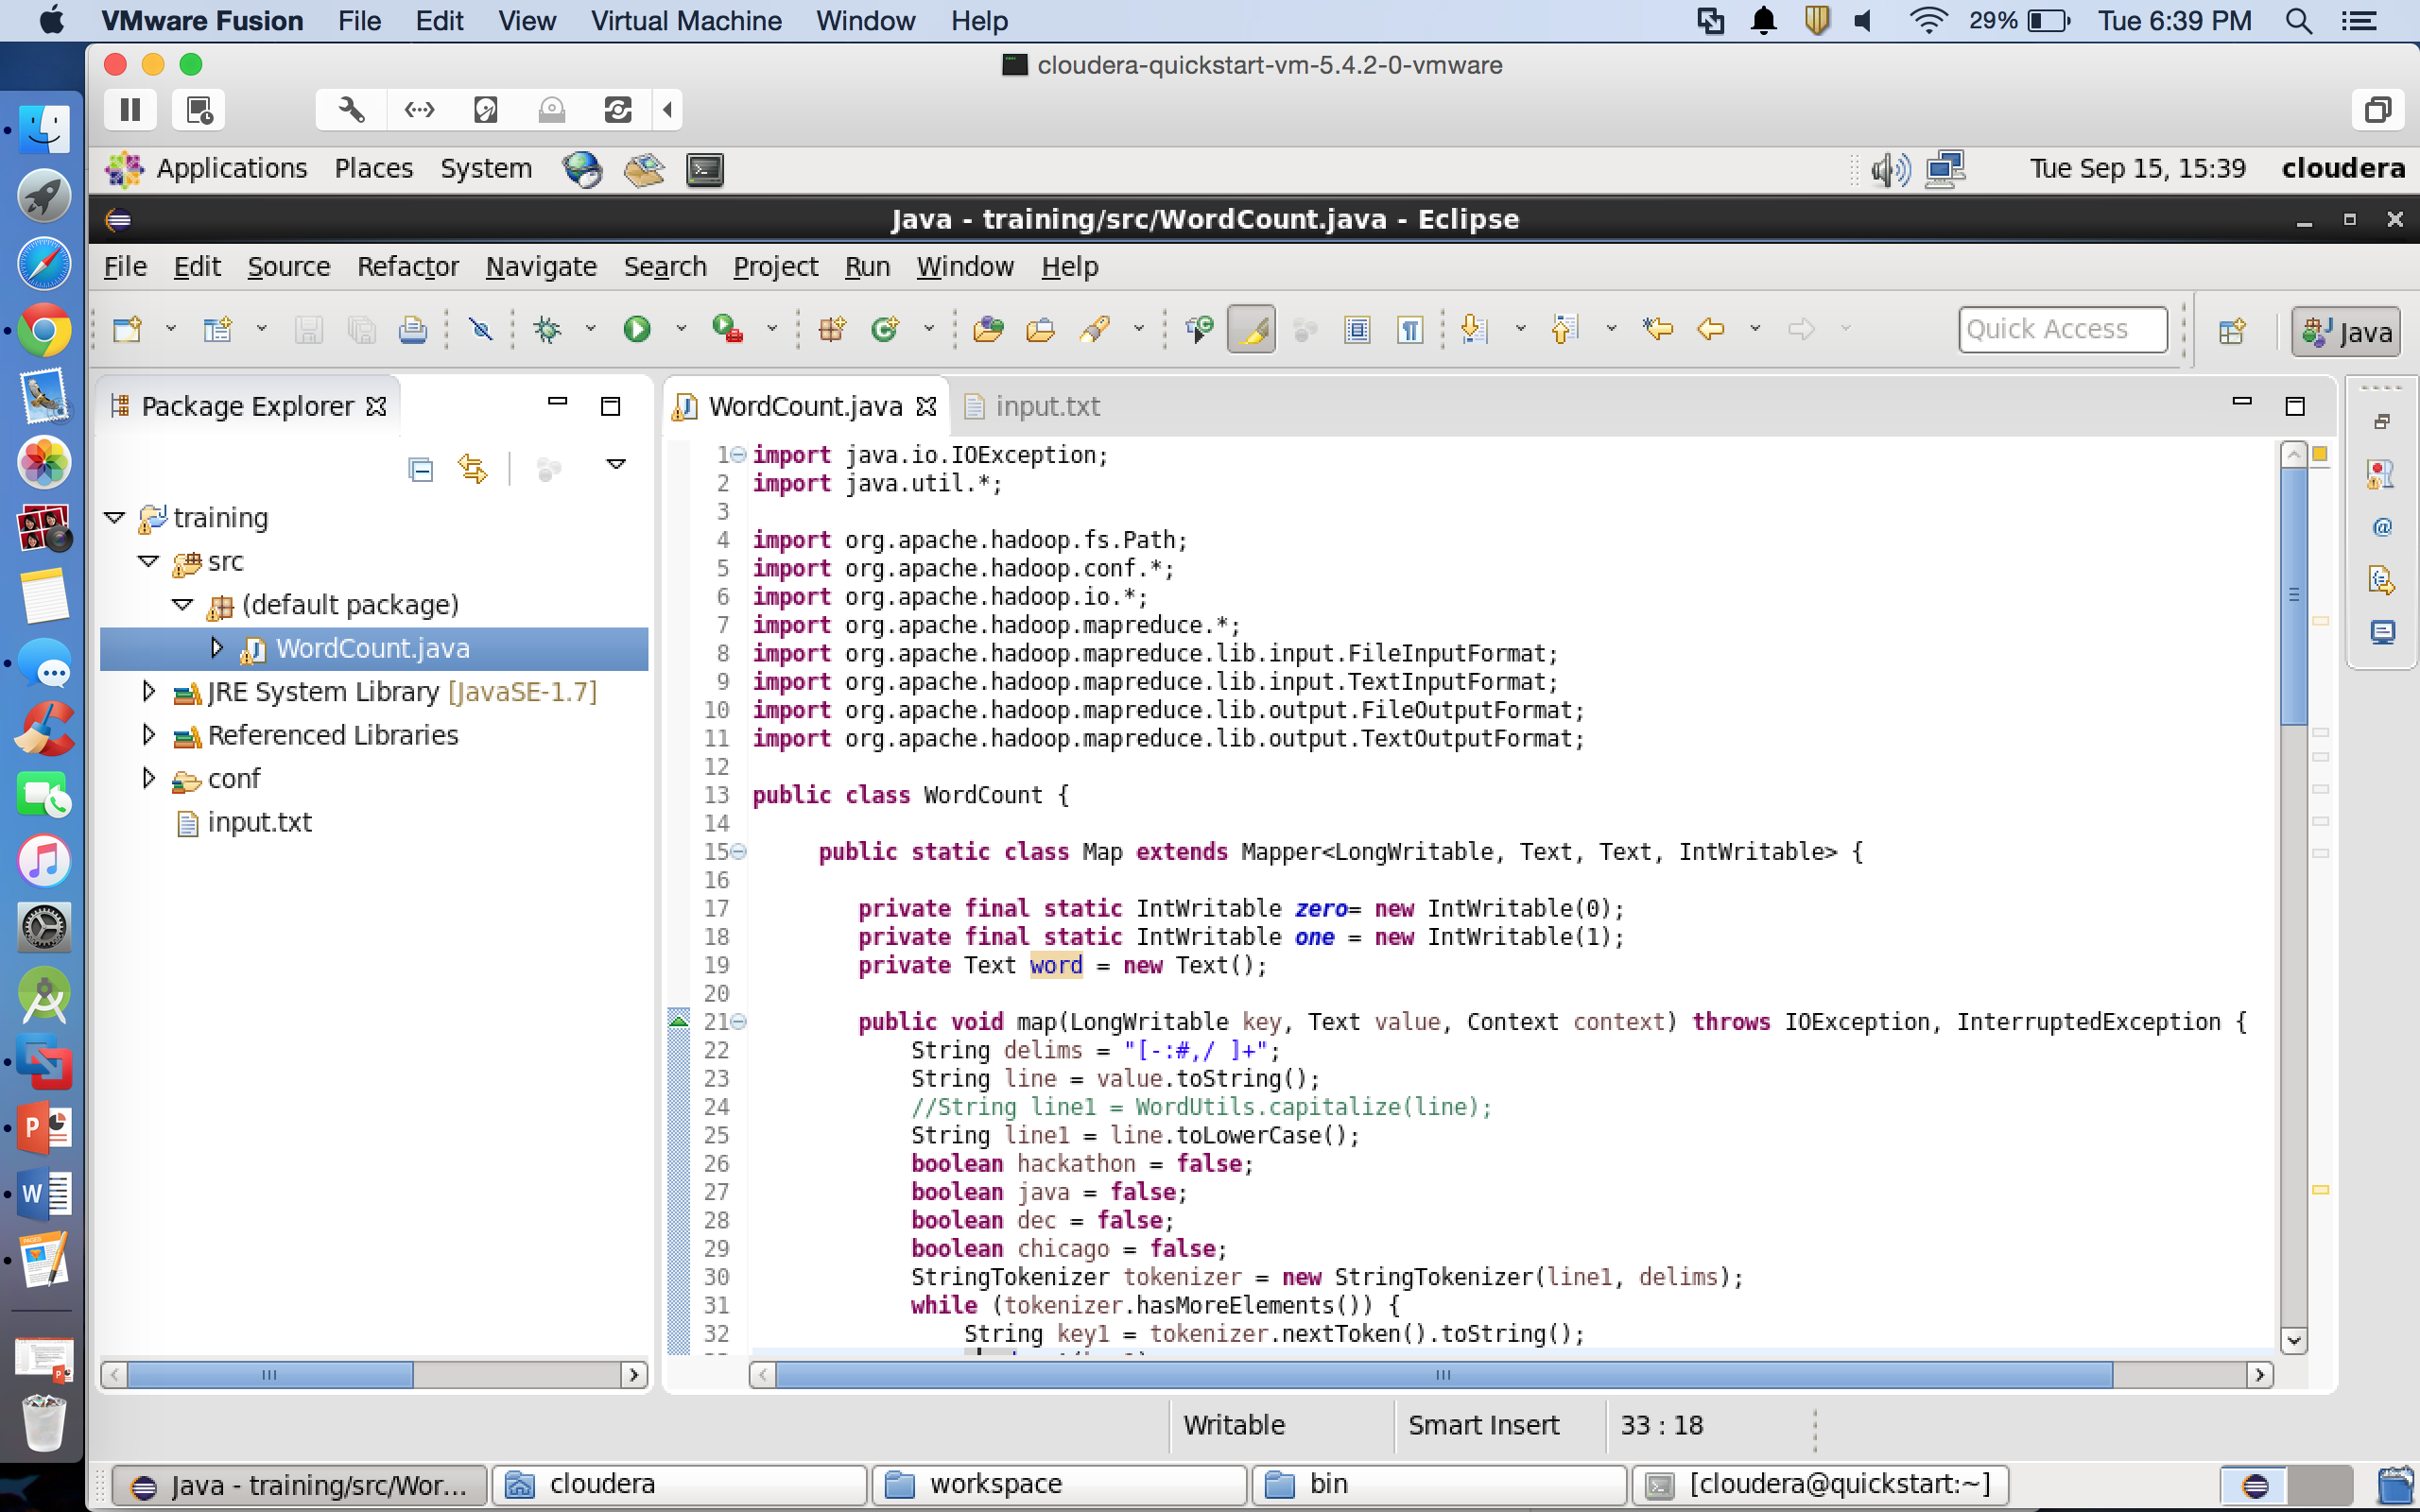 VMware Fusion File Edit View Virtual Machine Window Help 29% Tue 6:39 PM
cloudera-quickstart-vm-5.4.2-0-vmware
Applications Places System Tue Sep 15, 15:39 cloudera
Java - training/src/WordCount.java - Eclipse
File Edit Source Refactor Navigate Search Project Run Window Help
Quick Access Java
Package Explorer
training
src
(default package)
WordCount.java
JRE System Library [JavaSE-1.7]
Referenced Libraries
conf
input.txt
WordCount.java input.txt
1 import java.io.IOException;
2 import java.util.*;
3
4 import org.apache.hadoop.fs.Path;
5 import org.apache.hadoop.conf.*;
6 import org.apache.hadoop.io.*;
7 import org.apache.hadoop.mapreduce.*;
8 import org.apache.hadoop.mapreduce.lib.input.FileInputFormat;
9 import org.apache.hadoop.mapreduce.lib.input.TextInputFormat;
10 import org.apache.hadoop.mapreduce.lib.output.FileOutputFormat;
11 import org.apache.hadoop.mapreduce.lib.output.TextOutputFormat;
12
13 public class WordCount {
14
15 public static class Map extends Mapper<LongWritable, Text, Text, IntWritable> {
16
17 private final static IntWritable zero= new IntWritable(0);
18 private final static IntWritable one = new IntWritable(1);
19 private Text word = new Text();
20
21 public void map(LongWritable key, Text value, Context context) throws IOException, InterruptedException {
22 String delims = "[-:#,/ ]+";
23 String line = value.toString();
24 //String line1 = WordUtils.capitalize(line);
25 String line1 = line.toLowerCase();
26 boolean hackathon = false;
27 boolean java = false;
28 boolean dec = false;
29 boolean chicago = false;
30 StringTokenizer tokenizer = new StringTokenizer(line1, delims);
31 while (tokenizer.hasMoreElements()) {
32 String key1 = tokenizer.nextToken().toString();
Writable Smart Insert 33 : 18
Java - training/src/Wor... cloudera workspace bin [cloudera@quickstart:~]